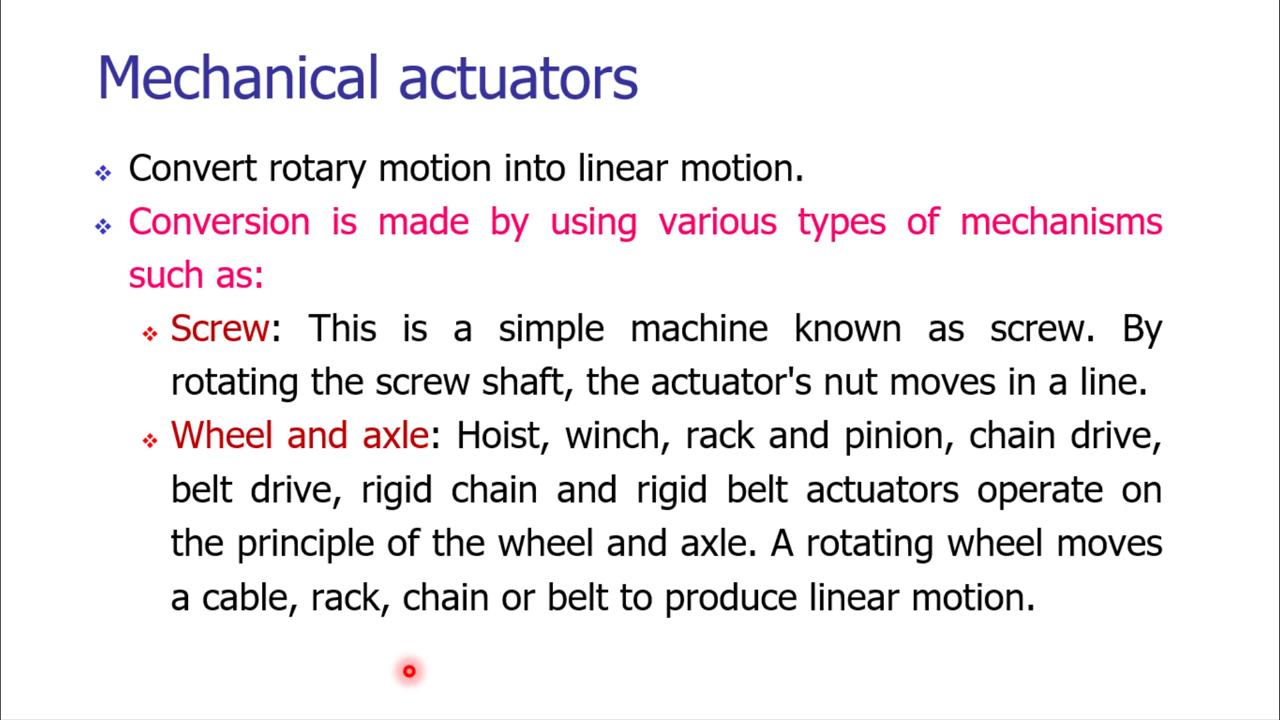 Mechanical actuators
Convert rotary motion into linear motion.
Conversion is made by using various types of mechanisms
such as:
Screw: This is a simple machine known as screw. By
rotating the screw shaft, the actuator's nut moves in a line.
Wheel and axle: Hoist, winch, rack and pinion, chain drive,
belt drive, rigid chain and rigid belt actuators operate on
the principle of the wheel and axle. A rotating wheel moves
a cable, rack, chain or belt to produce linear motion.